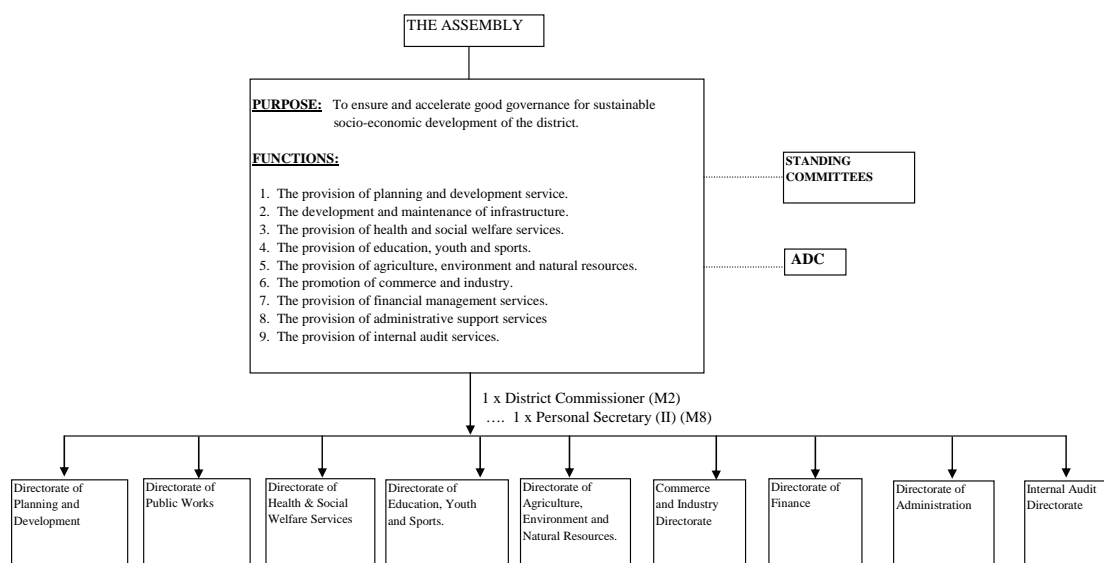 THE ASSEMBLY
PURPOSE: To ensure and accelerate good governance for sustainable
socio-economic development of the district.
FUNCTIONS:
1. The provision of planning and development service.
2. The development and maintenance of infrastructure.
3. The provision of health and social welfare services.
4. The provision of education, youth and sports.
5. The provision of agriculture, environment and natural resources.
6. The promotion of commerce and industry.
7. The provision of financial management services.
8. The provision of administrative support services
9. The provision of internal audit services.
STANDING
COMMITTEES
ADC
1 x District Commissioner (M2)
…. 1 x Personal Secretary (II) (M8)
Directorate of
Planning and
Development
Directorate of
Public Works
Directorate of
Health & Social
Welfare Services
Directorate of
Education, Youth
and Sports.
Directorate of
Agriculture,
Environment and
Natural Resources.
Commerce
and Industry
Directorate
Directorate of
Finance
Directorate of
Administration
Internal Audit
Directorate